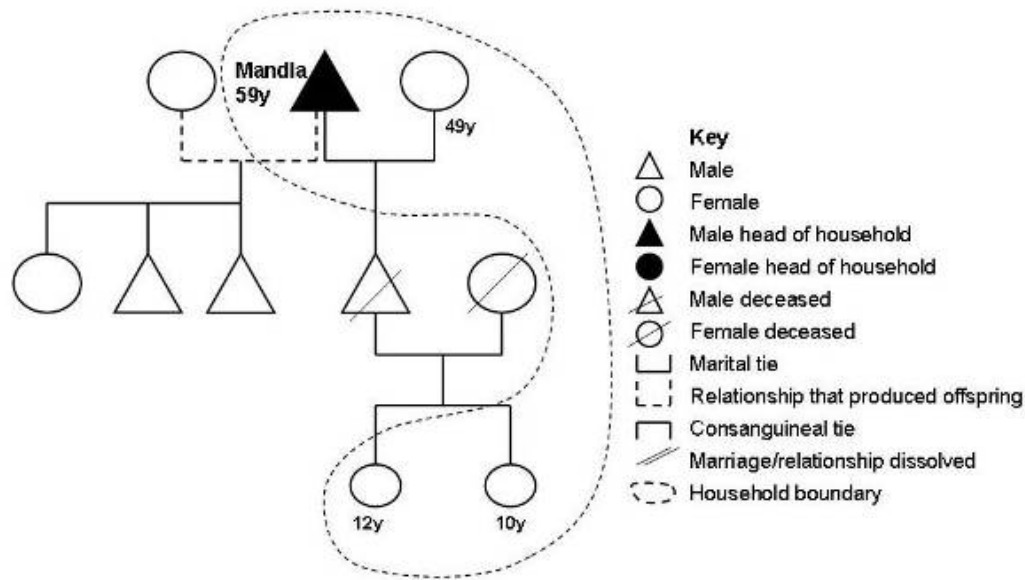 Mandla
59y
49y
12y
10y
Key
Male
Female
Male head of household
Female head of household
Male deceased
Female deceased
Marital tie
Relationship that produced offspring
Consanguineal tie
Marriage/relationship dissolved
Household boundary